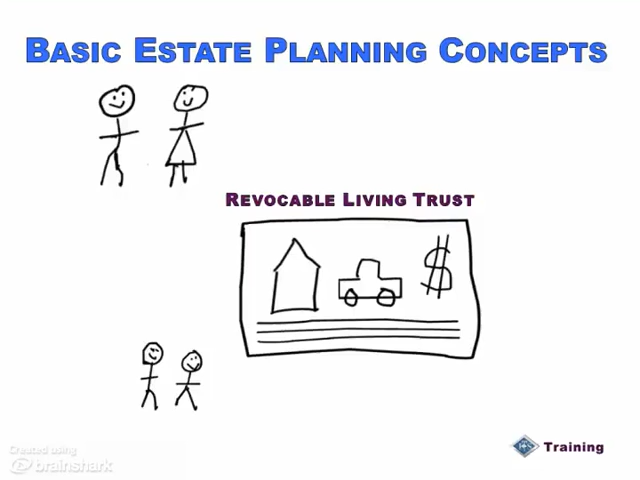 BASIC ESTATE PLANNING CONCEPTS
REVOCABLE LIVING TRUST
$
Training
Created using
brainshark